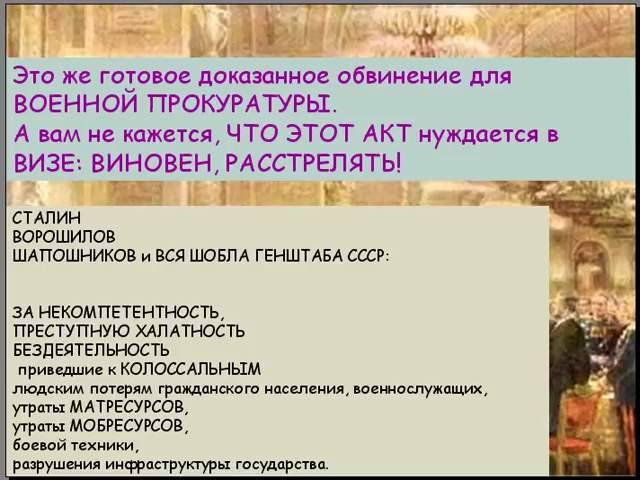 Это же готовое доказанное обвинение для
ВОЕННОЙ ПРОКУРАТУРЫ.
А вам не кажется, ЧТО ЭТОТ АКТ нуждается в
ВИЗЕ: ВИНОВЕН, РАССТРЕЛЯТЬ!
СТАЛИН
ВОРОШИЛОВ
ШАПОШНИКОВ и ВСЯ ШОБЛА ГЕНШТАБА СССР:
ЗА НЕКОМПЕТЕНТНОСТЬ,
ПРЕСТУПНУЮ ХАЛАТНОСТЬ
БЕЗДЕЯТЕЛЬНОСТЬ
приведшие к КОЛОССАЛЬНЫМ
людским потерям гражданского населения, военнослужащих,
утраты МАТРЕСУРСОВ,
утраты МОБРЕСУРСОВ,
боевой техники,
разрушения инфраструктуры государства.